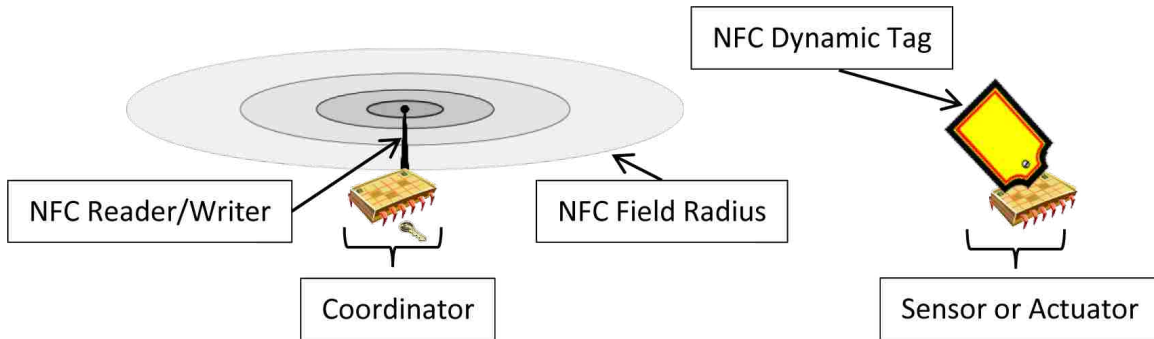 NFC Dynamic Tag
NFC Reader/Writer
NFC Field Radius
Coordinator
Sensor or Actuator